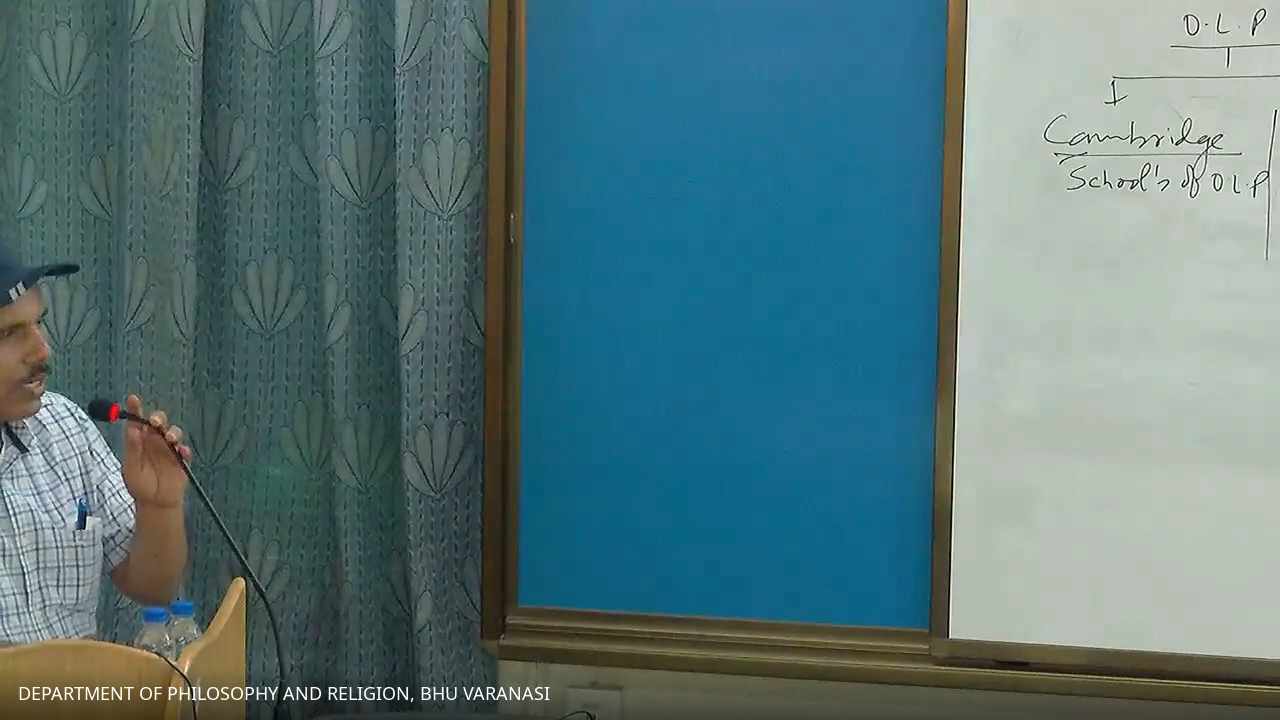 O.L.P
Cambridge
School's of O.L.P
DEPARTMENT OF PHILOSOPHY AND RELIGION, BHU VARANASI